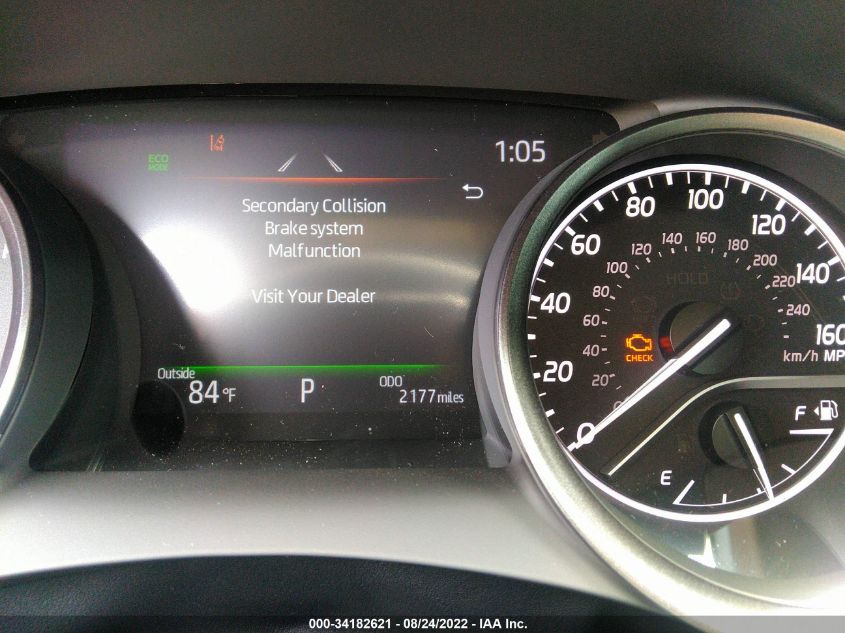 1:05
ECO
MODE
Secondary Collision
Brake system
Malfunction
Visit Your Dealer
Outside
84 °F
P
ODO
2177 miles
0
20
40
60
80
100
120
140
160
km/h MP
20
40
60
80
100
120
140
160
180
200
220
240
HOLD
CHECK
E
F
000-34182621 - 08/24/2022 - IAA Inc.